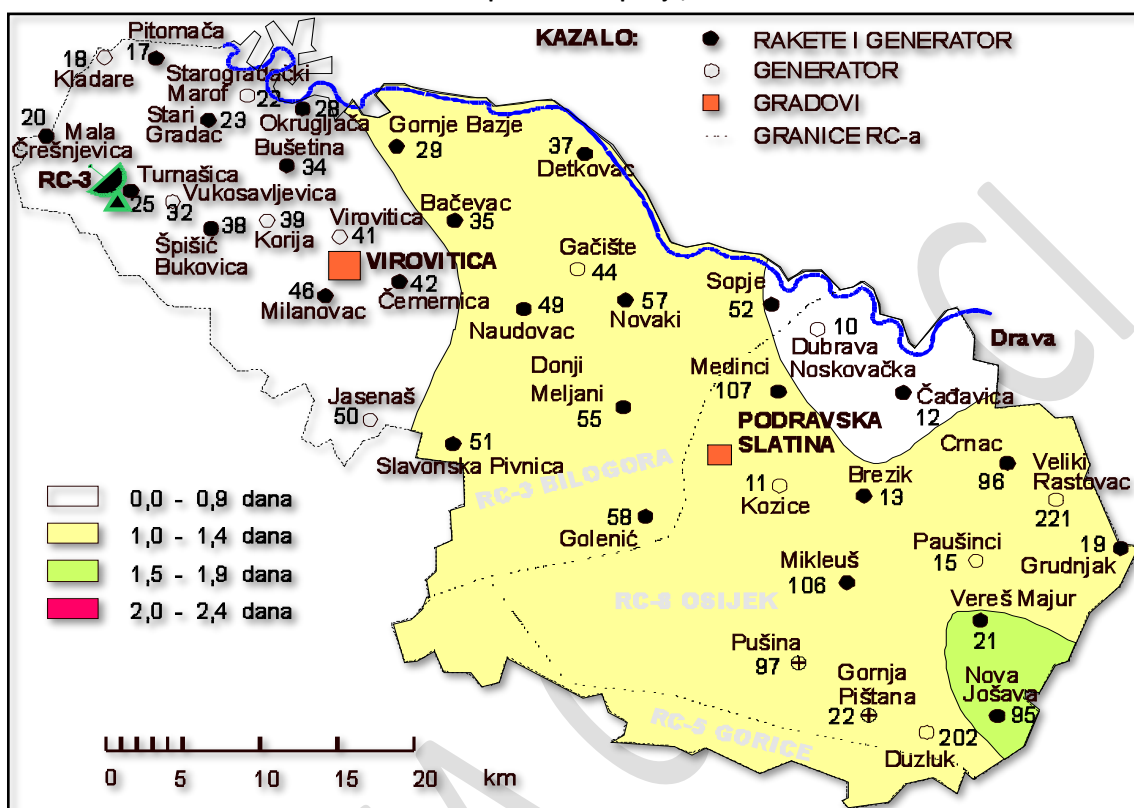 KAZALO:
RAKETE I GENERATOR
GENERATOR
GRADOVI
GRANICE RC-a
Pitomača
17
18
Kladare
Starogradački
Marof
22
Stari
Gradac
23
28
Okrugljača
20
Mala
Črešnjevica
Bušetina
34
RC-3
Turnašica
25
Vukosavljevica
32
38
Špišić
Bukovica
39
Korija
Virovitica
41
VIROVITICA
46
Milanovac
42
Čemernica
Gornje Bazje
29
37
Detkovac
Bačevac
35
Gačište
44
49
Naudovac
57
Novaki
Sopje
52
10
Dubrava
Noskovačka
Drava
Čađavica
12
Donji
Meljani
55
Medinci
107
PODRAVSKA
SLATINA
Jasenaš
50
51
Slavonska Pivnica
RC-3 BILOGORA
11
Kozice
Brezik
13
Crnac
96
Veliki
Rastovac
221
58
Golenić
Paušinci
15
19
Grudnjak
Mikleuš
106
RC-8 OSIJEK
Vereš Majur
21
Pušina
97
Gornja
Pištana
22
Nova
Jošava
95
RC-5 GORICE
202
Duzluk
0,0 - 0,9 dana
1,0 - 1,4 dana
1,5 - 1,9 dana
2,0 - 2,4 dana
0 5 10 15 20 km